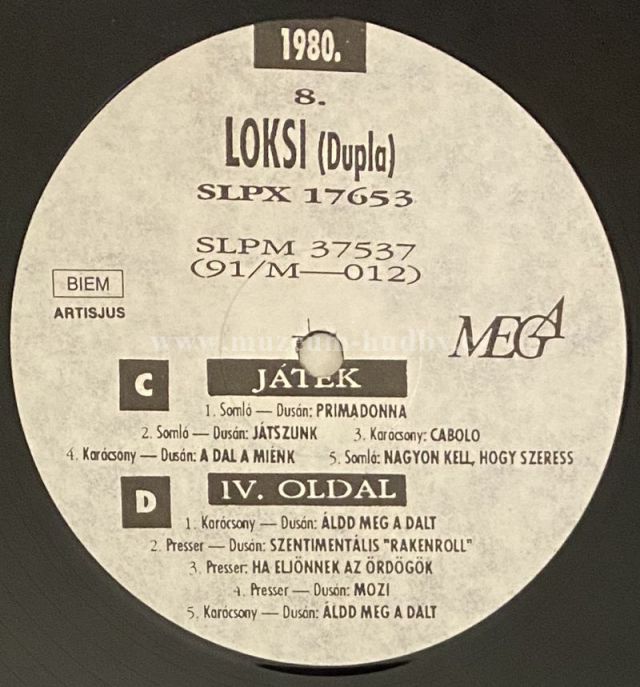 1980.
8.
LOKSI (Dupla)
SLPX 17653
SLPM 37537
(91/M—012)
BIEM
ARTISJUS
MEGA
C
JÁTÉK
1. Somló — Dusán: PRIMADONNA
2. Somló — Dusán: JÁTSZUNK 3. Karácsony: CABOLO
4. Karácsony — Dusán: A DAL A MIÉNK 5. Somló: NAGYON KELL, HOGY SZERESS
D
IV. OLDAL
1. Karácsony — Dusán: ÁLDD MEG A DALT
2. Presser — Dusán: SZENTIMENTÁLIS "RAKENROLL"
3. Presser: HA ELJÖNNEK AZ ÖRDÖGÖK
4. Presser — Dusán: MOZI
5. Karácsony — Dusán: ÁLDD MEG A DALT